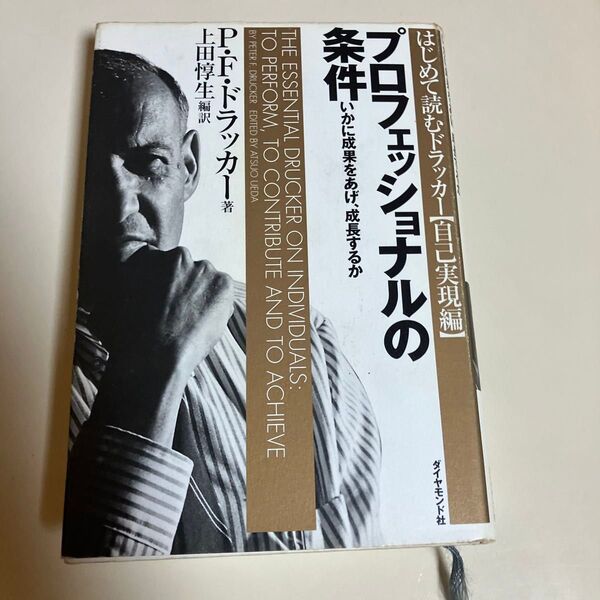 はじめて読むドラッカー【自己実現編】
プロフェッショナルの
条件
いかに成果をあげ、成長するか
THE ESSENTIAL DRUCKER ON INDIVIDUALS:
TO PERFORM, TO CONTRIBUTE AND TO ACHIEVE
BY PETER F. DRUCKER EDITED BY ATSUO UEDA
P・F・ドラッカー 著
上田惇生 編訳
ダイヤモンド社